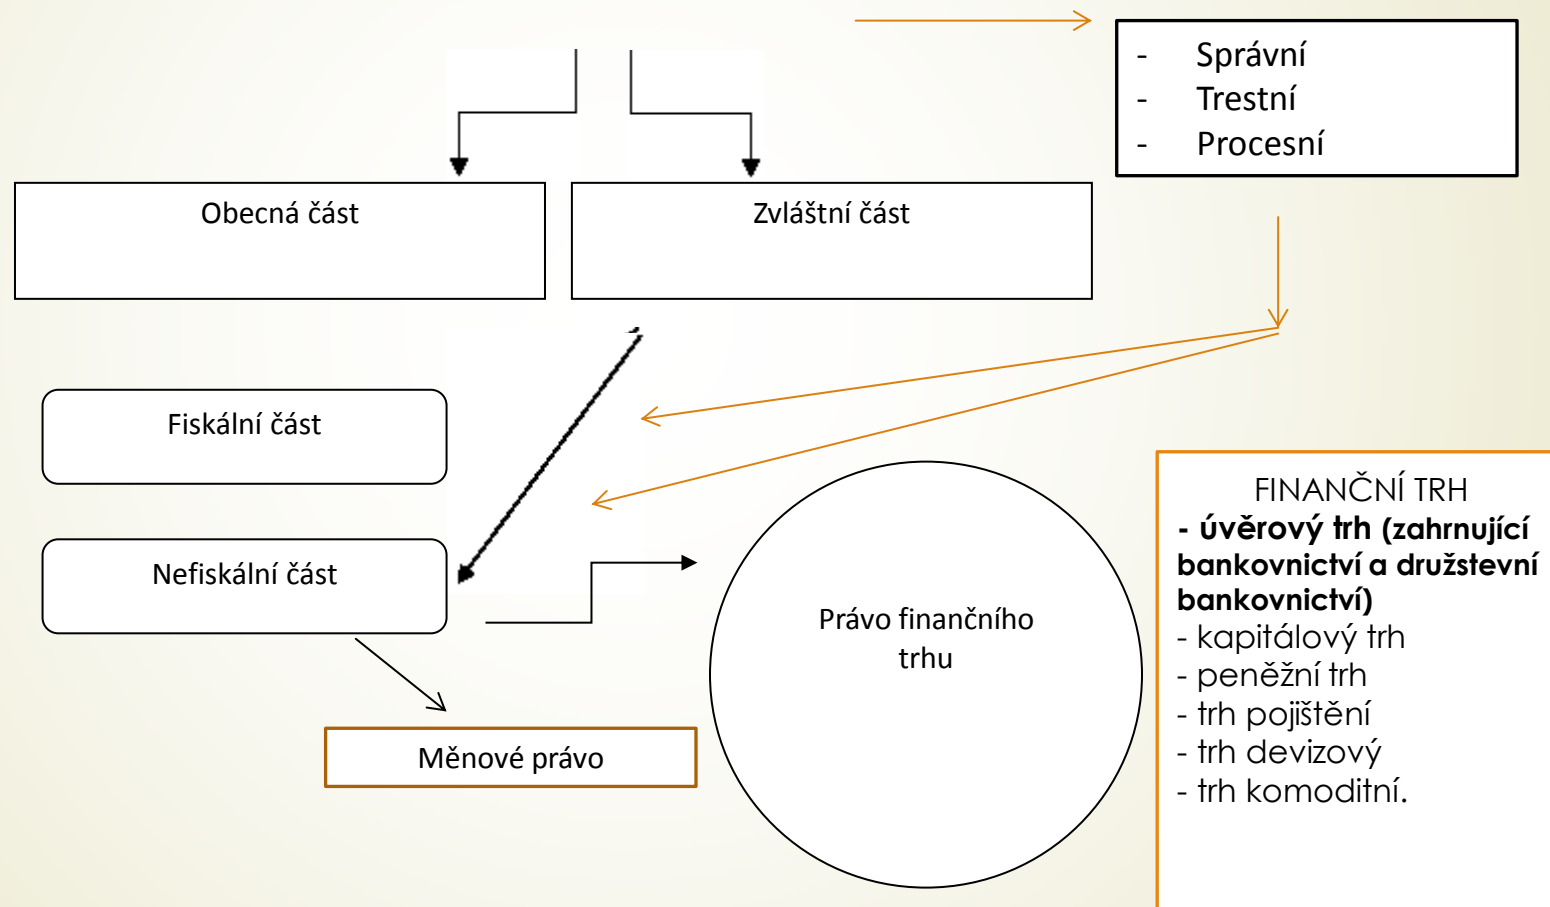 - Správní
- Trestní
- Procesní
Obecná část
Zvláštní část
Fiskální část
Nefiskální část
Právo finančního
trhu
Měnové právo
FINANČNÍ TRH
- úvěrový trh (zahrnující
bankovnictví a družstevní
bankovnictví)
- kapitálový trh
- peněžní trh
- trh pojištění
- trh devizový
- trh komoditní.